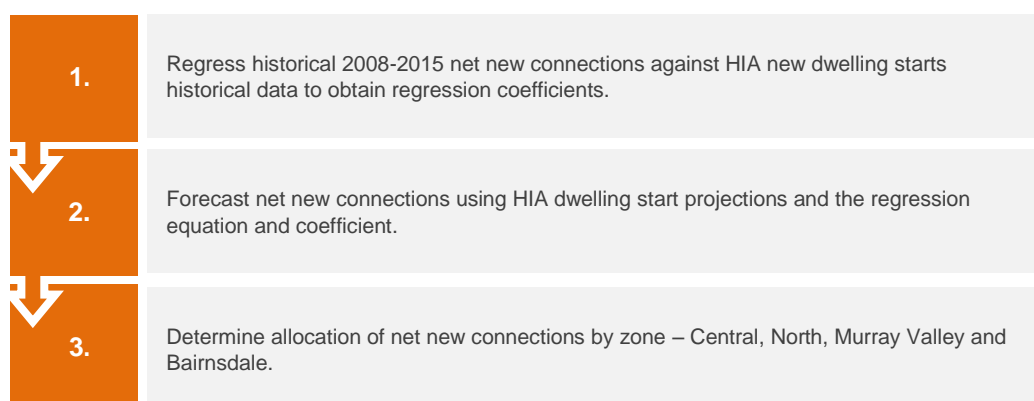 1.
Regress historical 2008-2015 net new connections against HIA new dwelling starts
historical data to obtain regression coefficients.
2.
Forecast net new connections using HIA dwelling start projections and the regression
equation and coefficient.
3.
Determine allocation of net new connections by zone – Central, North, Murray Valley and
Bairnsdale.